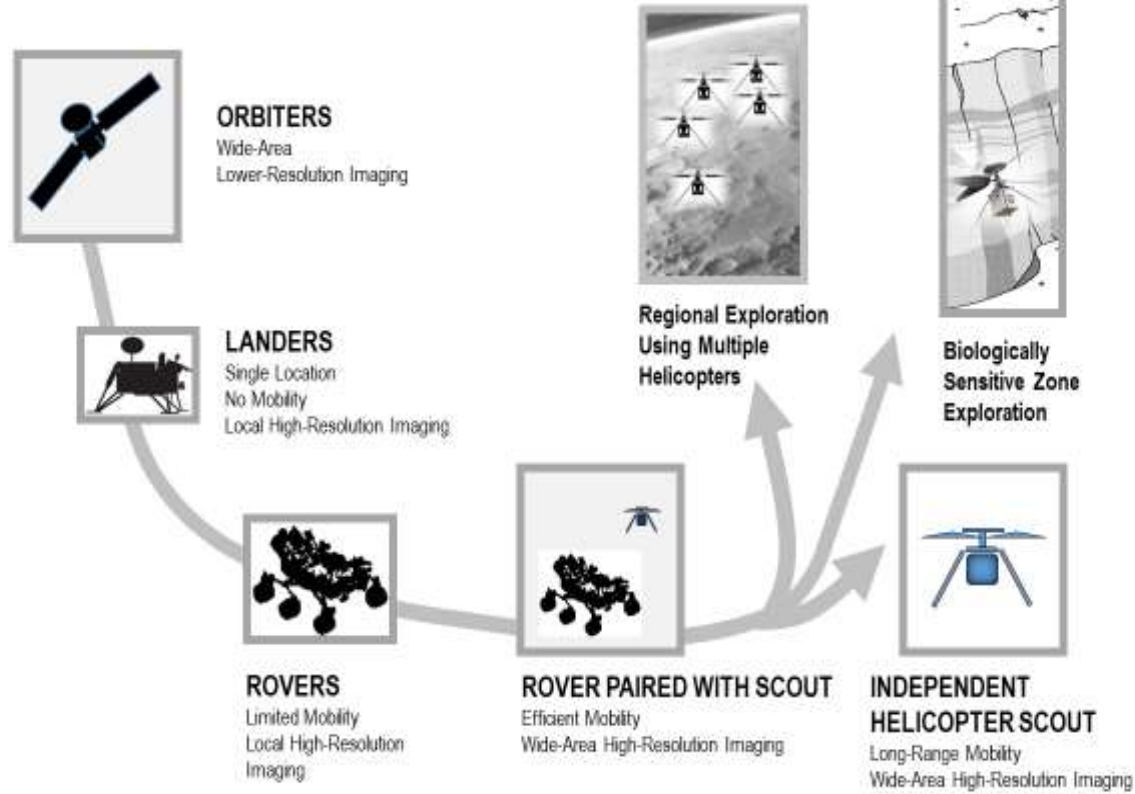 ORBITERS
Wide-Area
Lower-Resolution Imaging
LANDERS
Single Location
No Mobility
Local High-Resolution Imaging
Regional Exploration
Using Multiple
Helicopters
Biologically
Sensitive Zone
Exploration
ROVERS
Limited Mobility
Local High-Resolution
Imaging
ROVER PAIRED WITH SCOUT
Efficient Mobility
Wide-Area High-Resolution Imaging
INDEPENDENT
HELICOPTER SCOUT
Long-Range Mobility
Wide-Area High-Resolution Imaging